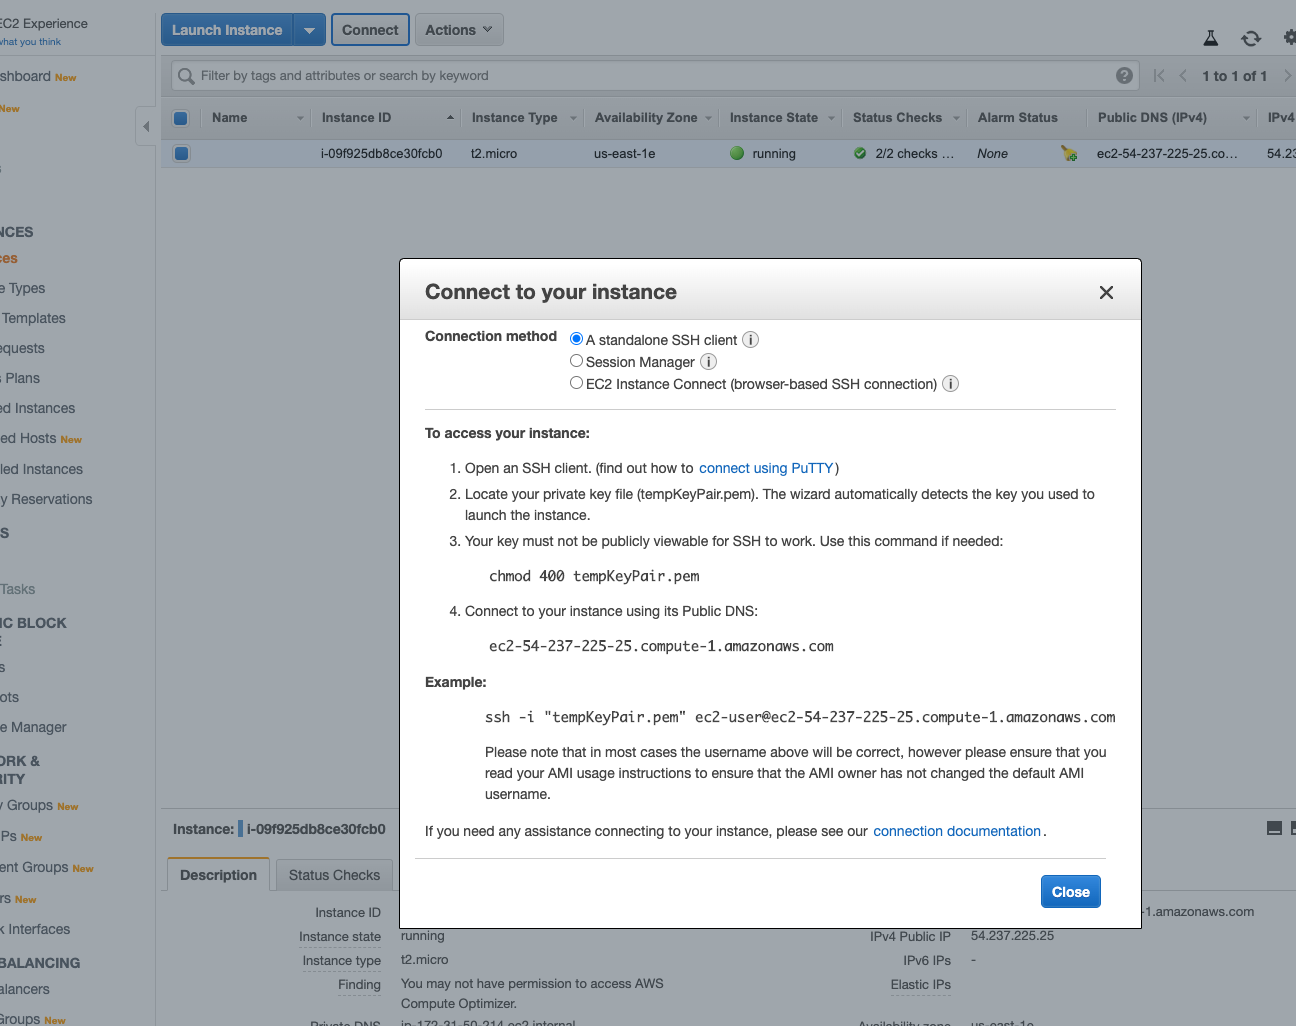 EC2 Experience
what you think
Launch Instance
Connect
Actions
shboard New
New
Filter by tags and attributes or search by keyword
1 to 1 of 1
Name
Instance ID
Instance Type
Availability Zone
Instance State
Status Checks
Alarm Status
Public DNS (IPv4)
IPv4
i-09f925db8ce30fcb0
t2.micro
us-east-1e
running
2/2 checks ...
None
ec2-54-237-225-25.co...
54.23
NCES
ces
e Types
Templates
equests
s Plans
ed Instances
ed Hosts New
led Instances
y Reservations
S
Tasks
IC BLOCK
E
s
ots
e Manager
ORK &
RITY
y Groups New
IPs New
ent Groups New
rs New
k Interfaces
BALANCING
alancers
Groups New
Connect to your instance
Connection method
A standalone SSH client
Session Manager
EC2 Instance Connect (browser-based SSH connection)
To access your instance:
1. Open an SSH client. (find out how to connect using PuTTY)
2. Locate your private key file (tempKeyPair.pem). The wizard automatically detects the key you used to
launch the instance.
3. Your key must not be publicly viewable for SSH to work. Use this command if needed:
chmod 400 tempKeyPair.pem
4. Connect to your instance using its Public DNS:
ec2-54-237-225-25.compute-1.amazonaws.com
Example:
ssh -i "tempKeyPair.pem" ec2-user@ec2-54-237-225-25.compute-1.amazonaws.com
Please note that in most cases the username above will be correct, however please ensure that you
read your AMI usage instructions to ensure that the AMI owner has not changed the default AMI
username.
If you need any assistance connecting to your instance, please see our connection documentation.
Close
Instance: i-09f925db8ce30fcb0
Description
Status Checks
Instance ID
-1.amazonaws.com
Instance state
running
IPv4 Public IP
54.237.225.25
Instance type
t2.micro
IPv6 IPs
-
Finding
You may not have permission to access AWS
Compute Optimizer.
Elastic IPs
Private DNS
ip-172-31-50-214.ec2.internal
Availability zone
us-east-1e